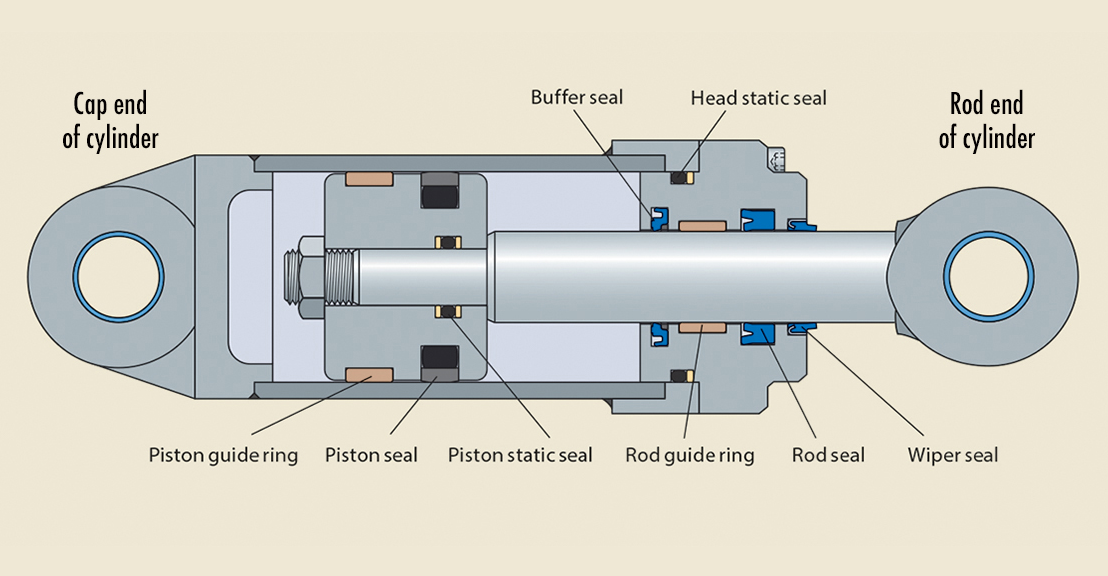 Cap end
of cylinder
Buffer seal
Head static seal
Rod end
of cylinder
Piston guide ring
Piston seal
Piston static seal
Rod guide ring
Rod seal
Wiper seal